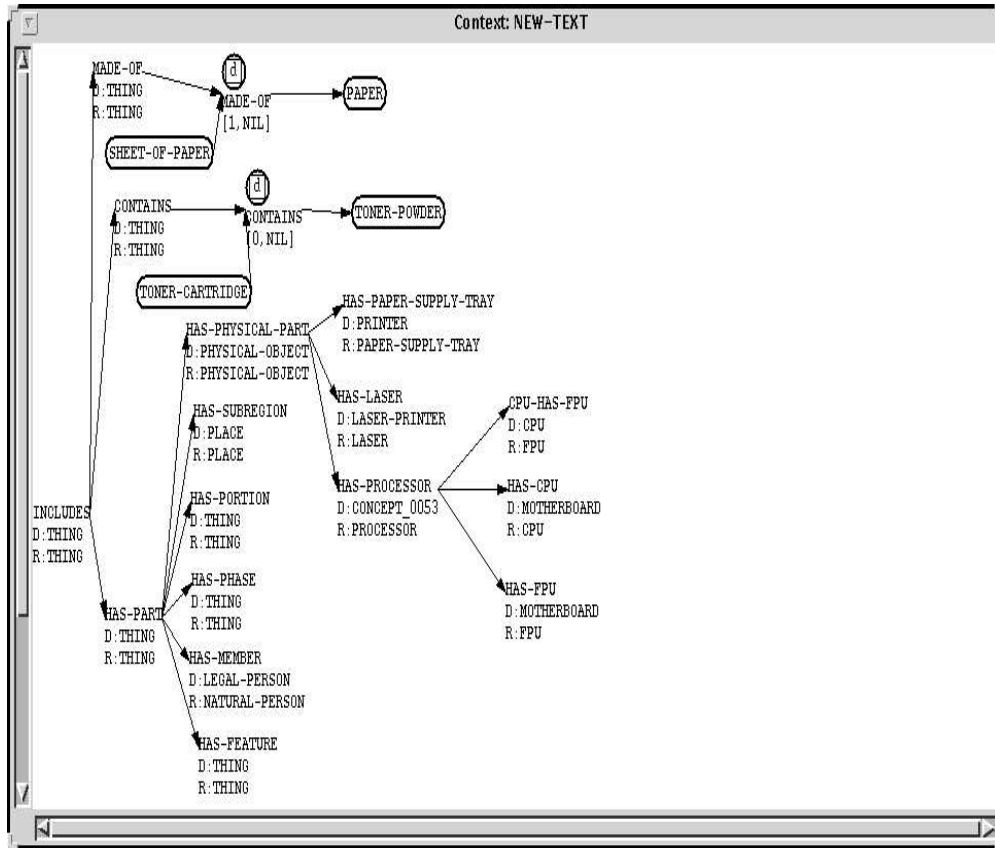 Context: NEW-TEXT
MADE-OF
D:THING
R:THING
d
MADE-OF
[1,NIL]
PAPER
SHEET-OF-PAPER
d
CONTAINS
D:THING
R:THING
CONTAINS
[0,NIL]
TONER-POWDER
TONER-CARTRIDGE
HAS-PHYSICAL-PART
D:PHYSICAL-OBJECT
R:PHYSICAL-OBJECT
HAS-PAPER-SUPPLY-TRAY
D:PRINTER
R:PAPER-SUPPLY-TRAY
HAS-SUBREGION
D:PLACE
R:PLACE
HAS-LASER
D:LASER-PRINTER
R:LASER
CPU-HAS-FPU
D:CPU
R:FPU
HAS-PORTION
D:THING
R:THING
HAS-PROCESSOR
D:CONCEPT_0053
R:PROCESSOR
HAS-CPU
D:MOTHERBOARD
R:CPU
INCLUDES
D:THING
R:THING
HAS-PHASE
D:THING
R:THING
HAS-FPU
D:MOTHERBOARD
R:FPU
HAS-PART
D:THING
R:THING
HAS-MEMBER
D:LEGAL-PERSON
R:NATURAL-PERSON
HAS-FEATURE
D:THING
R:THING